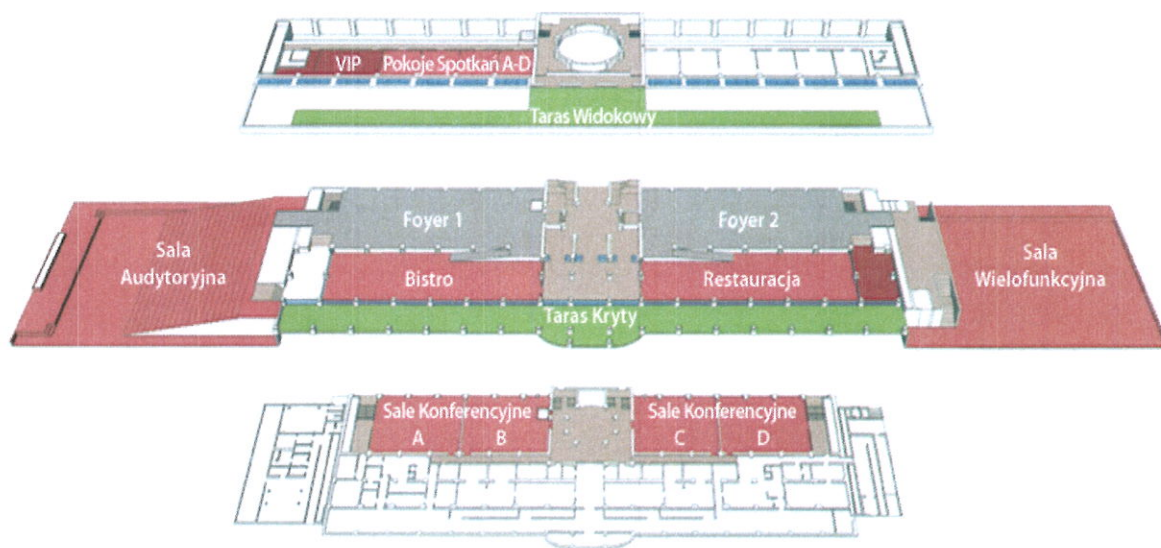 VIP
Pokoje Spotkań A-D
Taras Widokowy
Foyer 1
Foyer 2
Sala
Audytoryjna
Bistro
Restauracja
Sala
Wielofunkcyjna
Taras Kryty
Sale Konferencyjne
A
B
Sale Konferencyjne
C
D